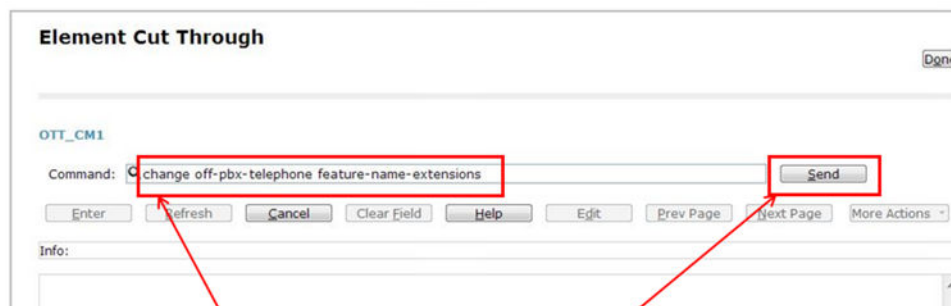 Element Cut Through
Done
OTT_CM1
Command: change off-pbx-telephone feature-name-extensions Send
Enter Refresh Cancel Clear Field Help Edit Prev Page Next Page More Actions
Info: